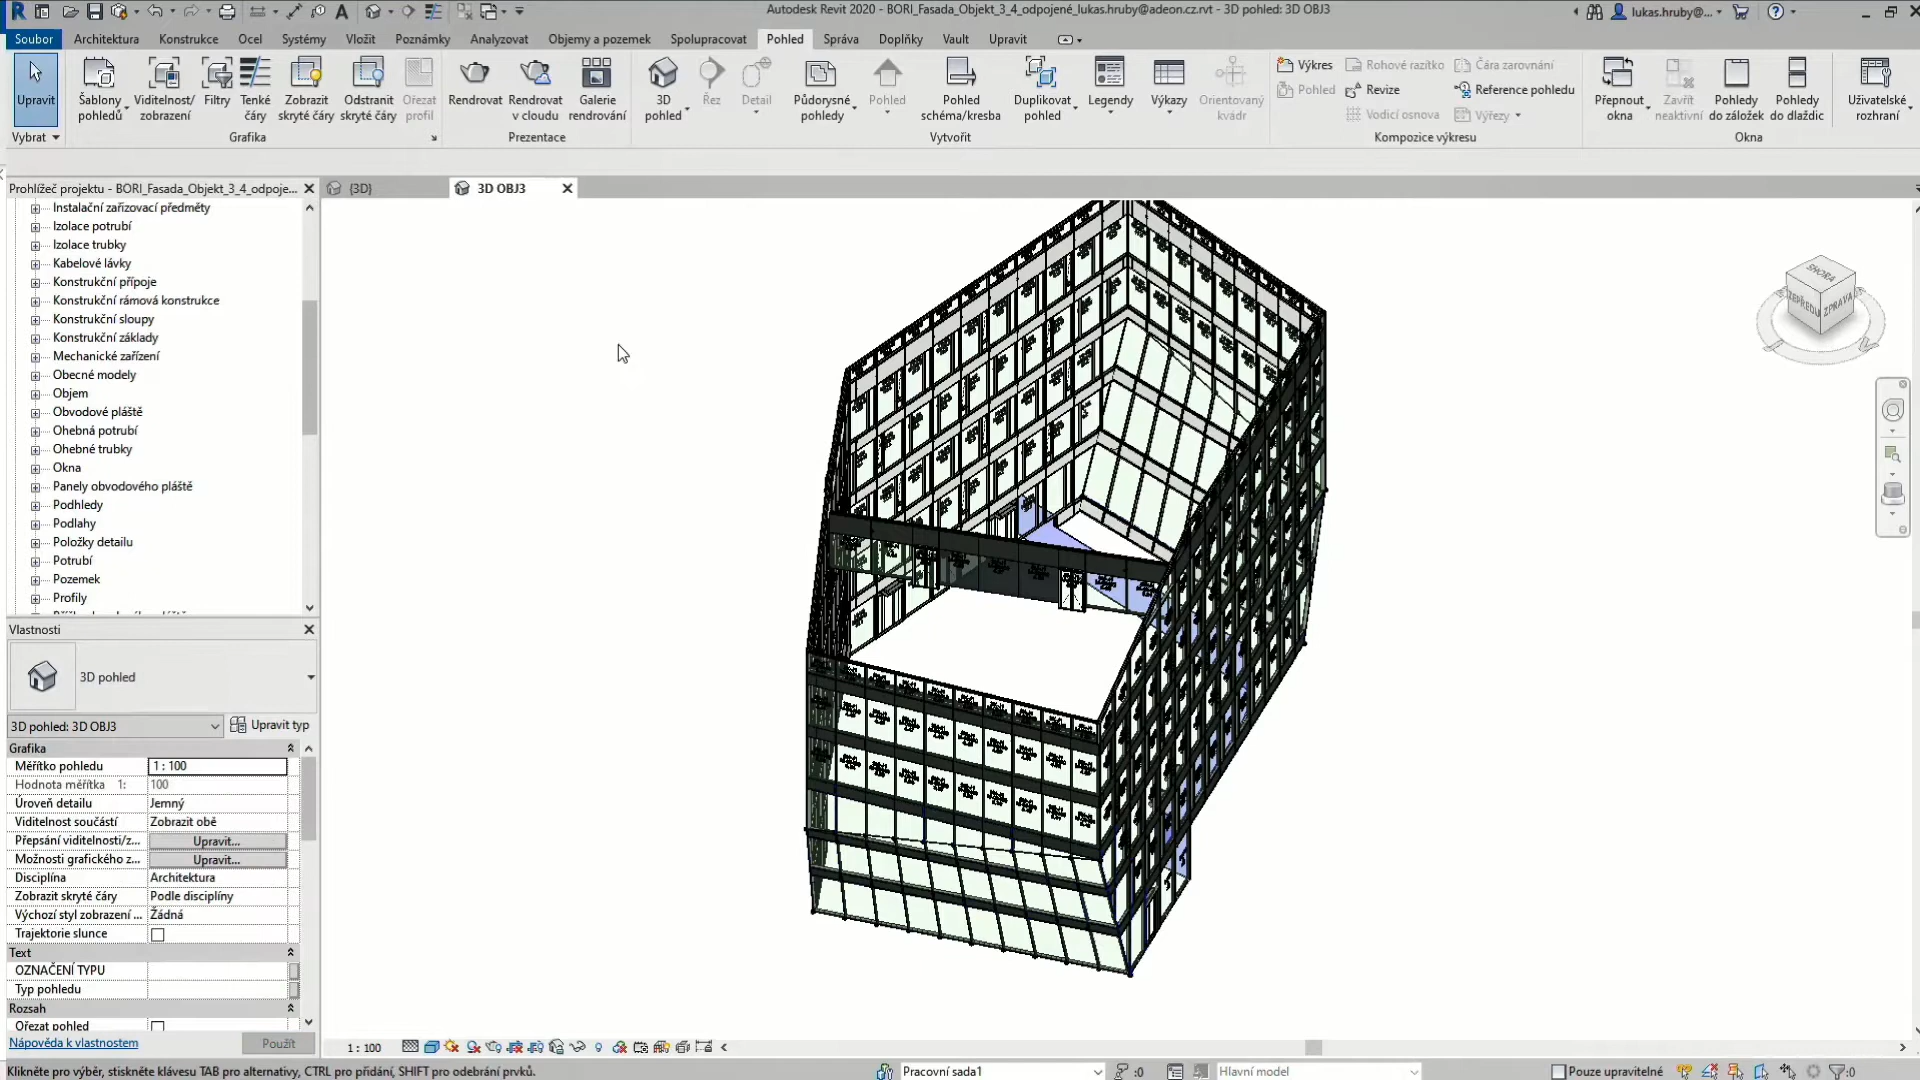 Autodesk Revit 2020 - BORI_Fasada_Objekt_3_4_odpojené_lukas.hruby@adeon.cz.rvt - 3D pohled: 3D OBJ3
lukas.hruby@...
Soubor Architektura Konstrukce Ocel Systémy Vložit Poznámky Analyzovat Objemy a pozemek Spolupracovat Pohled Správa Doplňky Vault Upravit
Upravit
Vybrat
Šablony pohledů
Viditelnost/ zobrazení
Filtry
Tenké čáry
Zobrazit skryté čáry
Odstranit skryté čáry
Ořezat profil
Grafika
Rendrovat
Rendrovat v cloudu
Galerie rendrování
Prezentace
3D pohled
Řez
Detail
Půdorysné pohledy
Pohled
Pohled schéma/kresba
Duplikovat pohled
Legendy
Výkazy
Orientovaný kvádr
Vytvořit
Výkres
Pohled
Rohové razítko
Revize
Vodicí osnova
Čára zarovnání
Reference pohledu
Výřezy
Kompozice výkresu
Přepnout okna
Zavřít neaktivní
Pohledy do záložek
Pohledy do dlaždic
Okna
Uživatelské rozhraní
Prohlížeč projektu - BORI_Fasada_Objekt_3_4_odpoje...
{3D}
3D OBJ3
Instalační zařizovací předměty
Izolace potrubí
Izolace trubky
Kabelové lávky
Konstrukční přípoje
Konstrukční rámová konstrukce
Konstrukční sloupy
Konstrukční základy
Mechanické zařízení
Obecné modely
Objem
Obvodové pláště
Ohebná potrubí
Ohebné trubky
Okna
Panely obvodového pláště
Podhledy
Podlahy
Položky detailu
Potrubí
Pozemek
Profily
SHORA
ZEPŘEDU
ZPRAVA
Vlastnosti
3D pohled
3D pohled: 3D OBJ3
Upravit typ
Grafika
Měřítko pohledu 1 : 100
Hodnota měřítka 1: 100
Úroveň detailu Jemný
Viditelnost součástí Zobrazit obě
Přepsání viditelnosti/z... Upravit...
Možnosti grafického z... Upravit...
Disciplína Architektura
Zobrazit skryté čáry Podle disciplíny
Výchozí styl zobrazení ... Žádná
Trajektorie slunce
Text
OZNAČENÍ TYPU
Typ pohledu
Rozsah
Ořezat pohled
Nápověda k vlastnostem
Použít
1 : 100
Klikněte pro výběr, stiskněte klávesu TAB pro alternativy, CTRL pro přidání, SHIFT pro odebrání prvků.
Pracovní sada1
:0
Hlavní model
Pouze upravitelné
:0